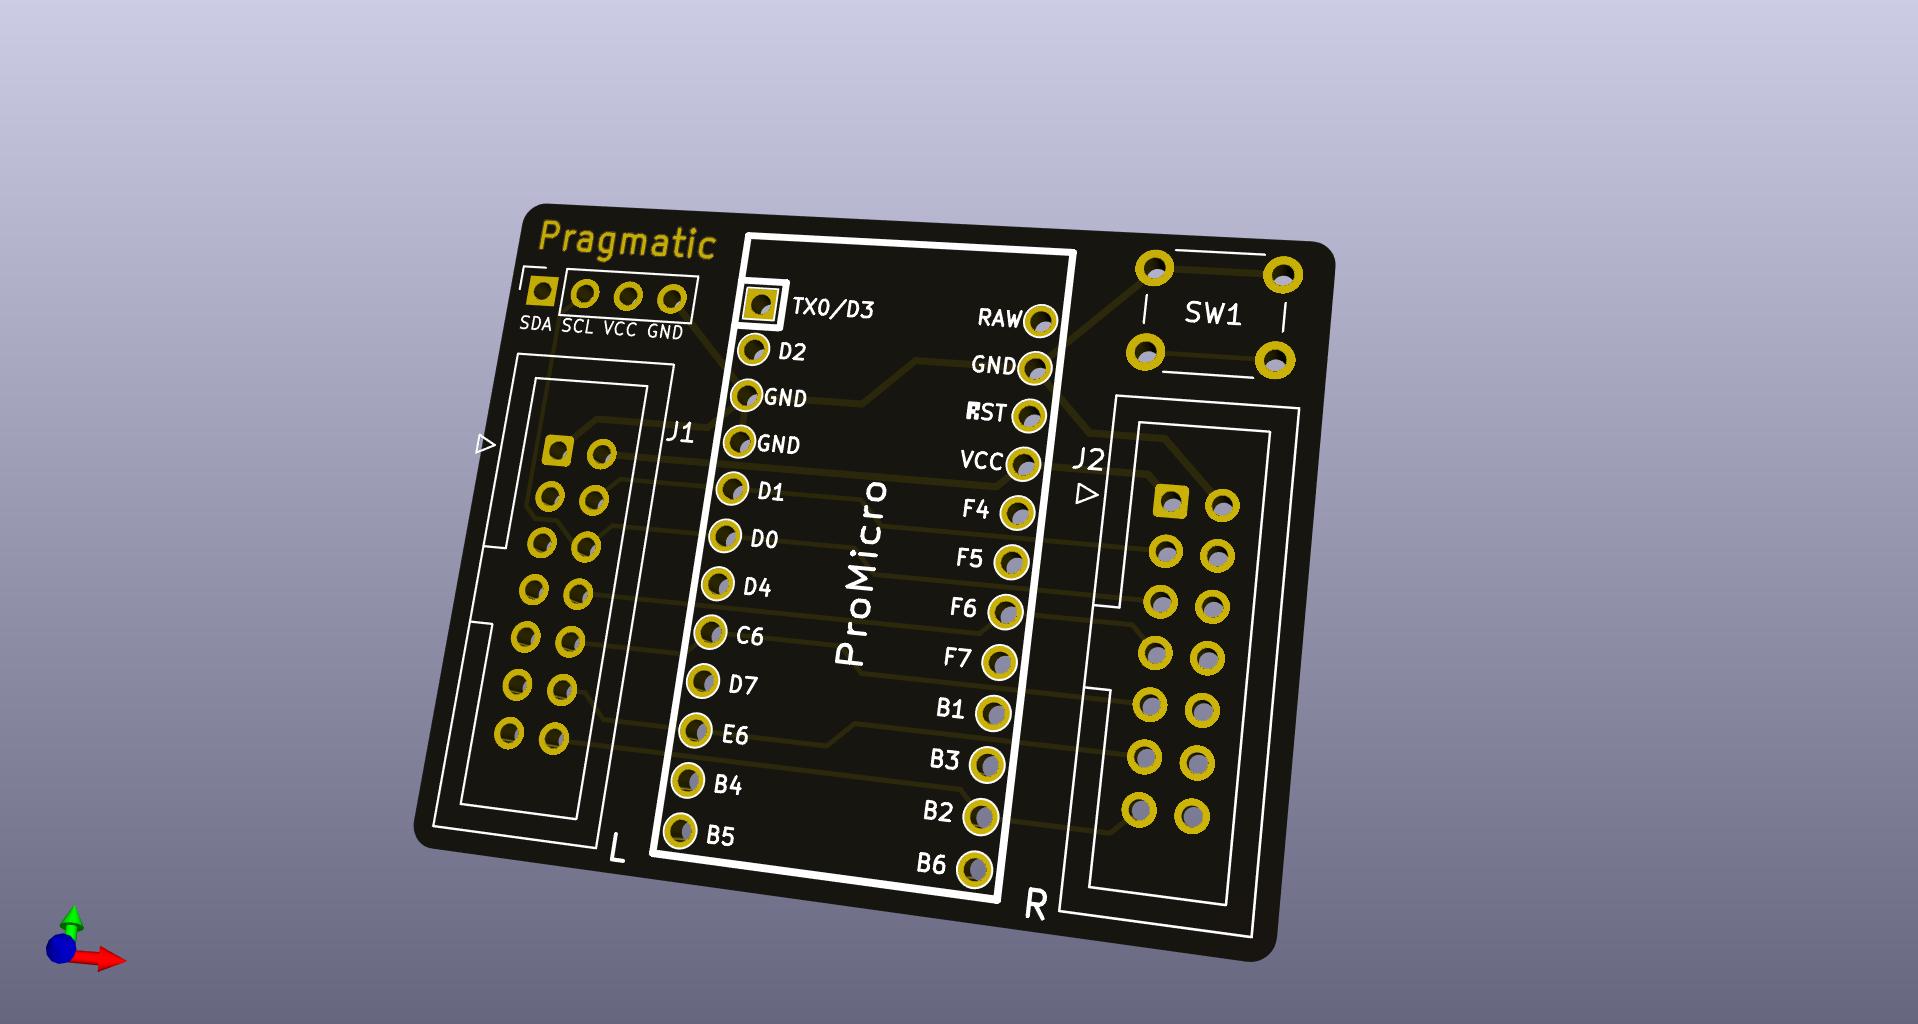 Pragmatic
SDA SCL VCC GND
SW1
TX0/D3
D2
GND
GND
D1
D0
D4
C6
D7
E6
B4
B5
ProMicro
RAW
GND
RST
VCC
F4
F5
F6
F7
B1
B3
B2
B6
J1
J2
L
R